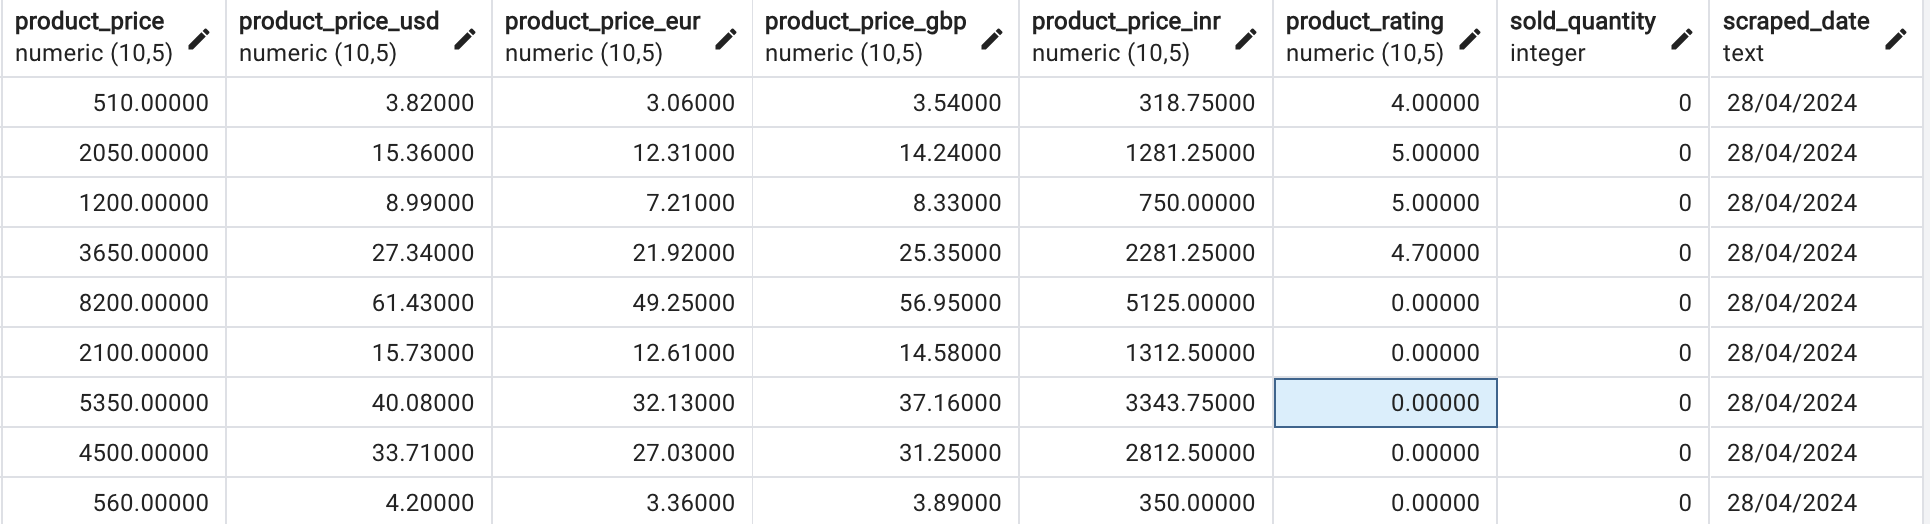 product_price product_price_usd product_price_eur product_price_gbp product_price_inr product_rating sold_quantity scraped_date
numeric (10,5) numeric (10,5) numeric (10,5) numeric (10,5) numeric (10,5) numeric (10,5) integer text
510.00000 3.82000 3.06000 3.54000 318.75000 4.00000 0 28/04/2024
2050.00000 15.36000 12.31000 14.24000 1281.25000 5.00000 0 28/04/2024
1200.00000 8.99000 7.21000 8.33000 750.00000 5.00000 0 28/04/2024
3650.00000 27.34000 21.92000 25.35000 2281.25000 4.70000 0 28/04/2024
8200.00000 61.43000 49.25000 56.95000 5125.00000 0.00000 0 28/04/2024
2100.00000 15.73000 12.61000 14.58000 1312.50000 0.00000 0 28/04/2024
5350.00000 40.08000 32.13000 37.16000 3343.75000 0.00000 0 28/04/2024
4500.00000 33.71000 27.03000 31.25000 2812.50000 0.00000 0 28/04/2024
560.00000 4.20000 3.36000 3.89000 350.00000 0.00000 0 28/04/2024